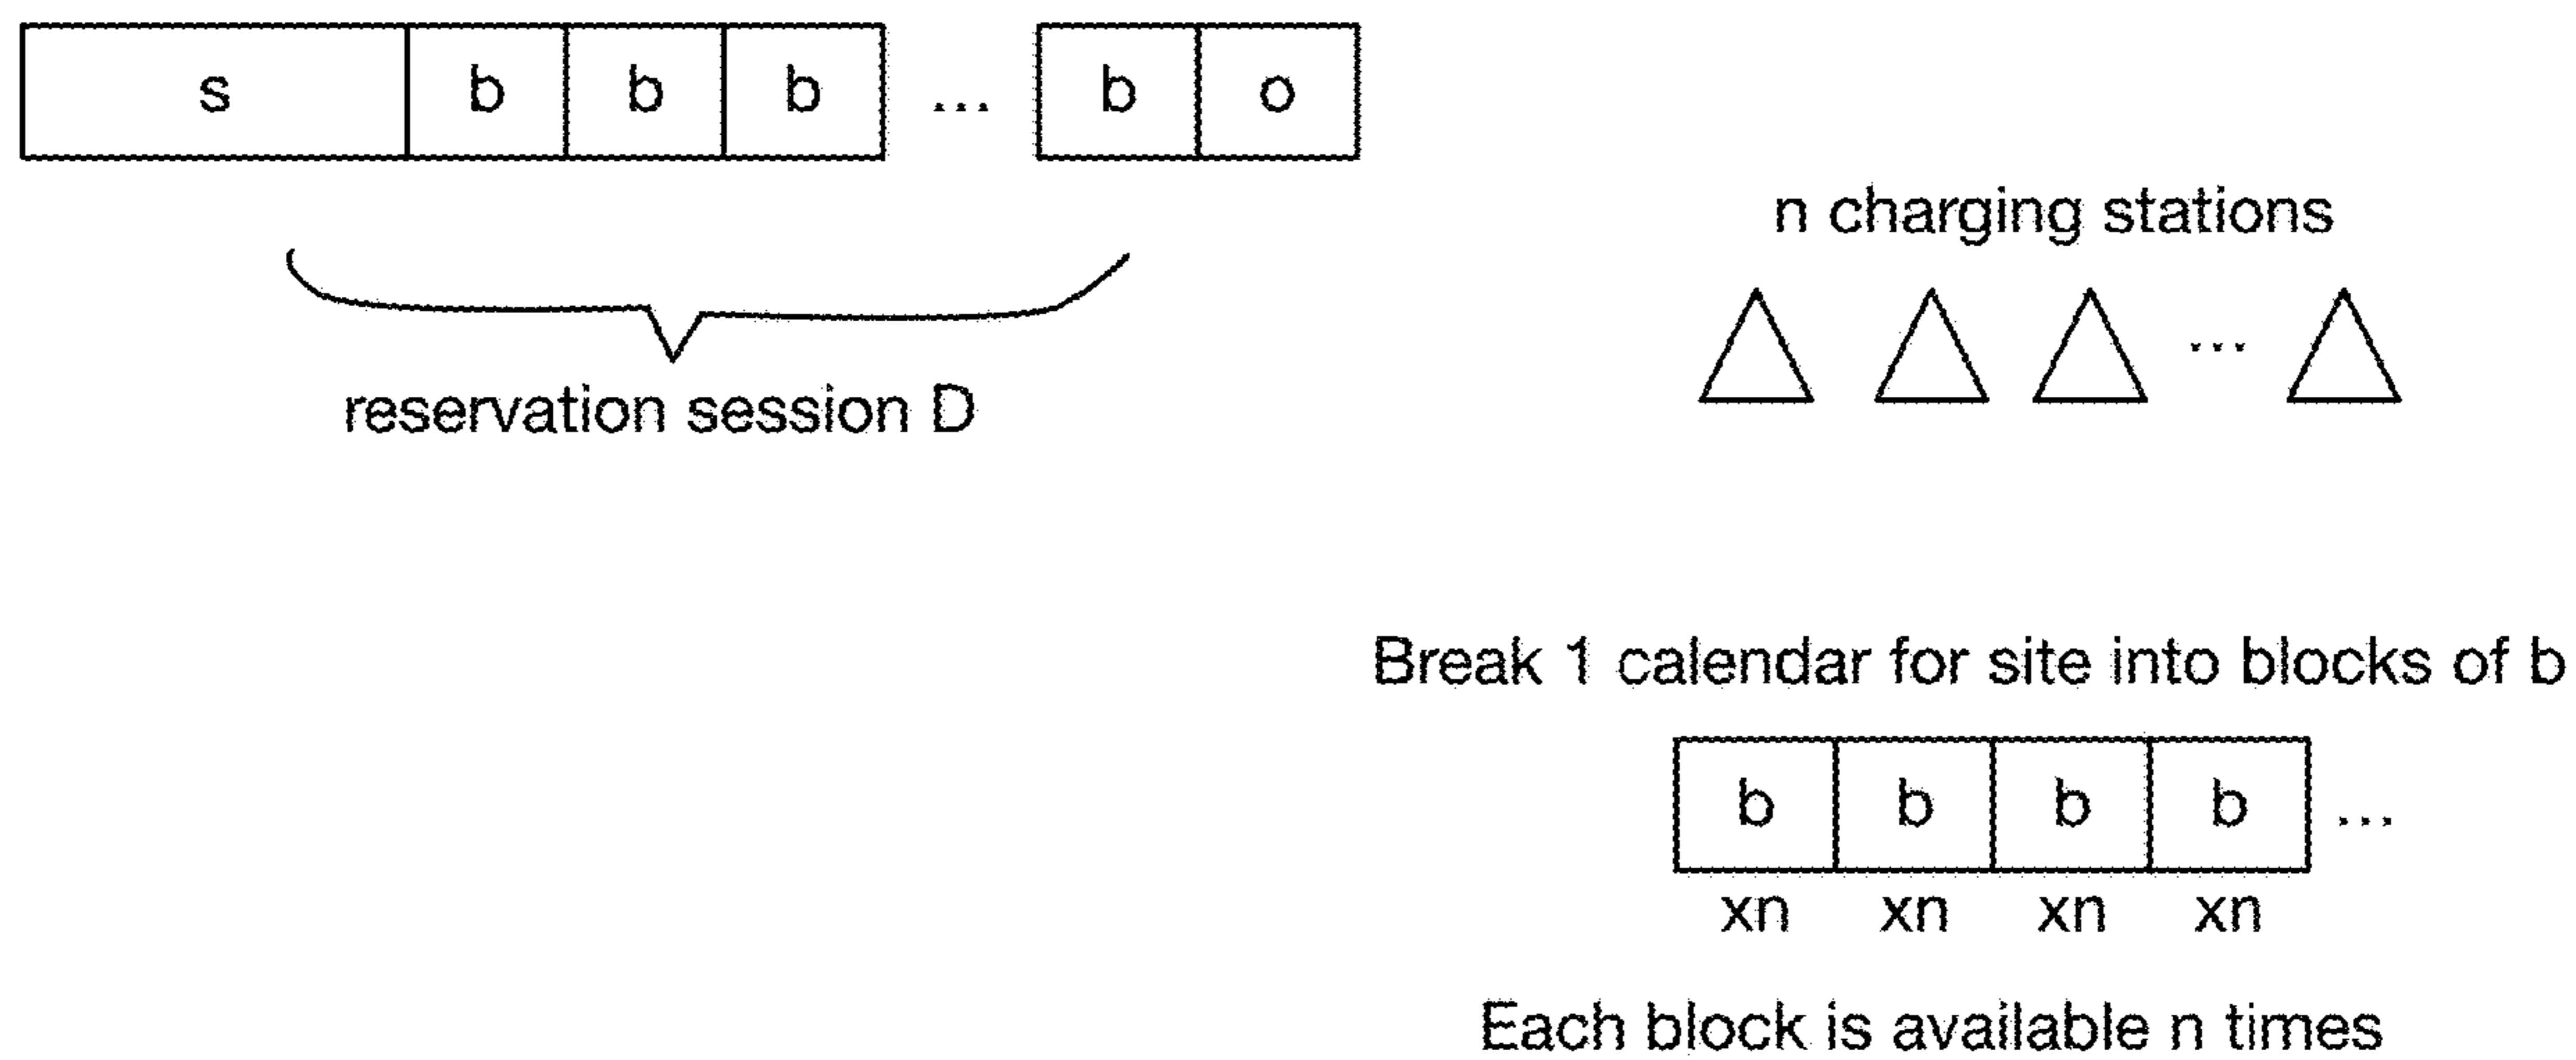 s b b b ... b o
reservation session D
n charging stations
...
Break 1 calendar for site into blocks of b
b b b b ...
xn xn xn xn
Each block is available n times